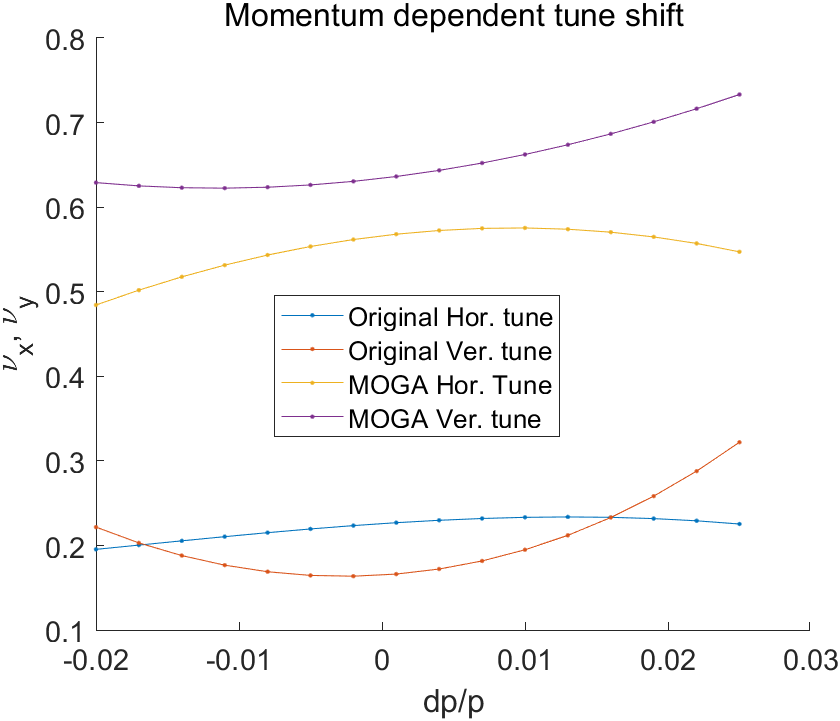 Momentum dependent tune shift
0.8
0.7
0.6
0.5
0.4
0.3
0.2
0.1
νx, νy
Original Hor. tune
Original Ver. tune
MOGA Hor. Tune
MOGA Ver. tune
-0.02 -0.01 0 0.01 0.02 0.03
dp/p